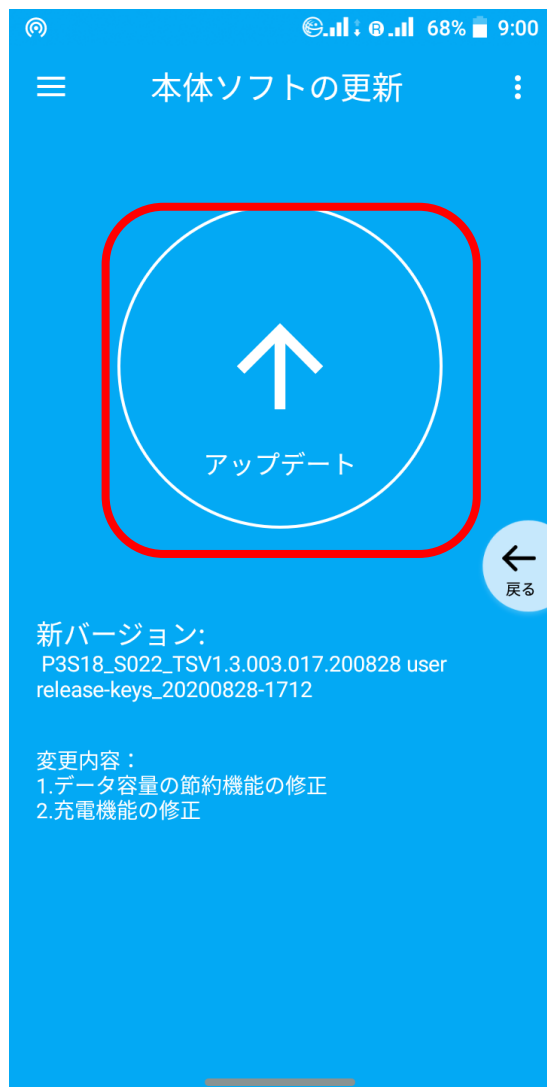 68% 9:00
本体ソフトの更新
アップデート
戻る
新バージョン:
P3S18_S022_TSV1.3.003.017.200828 user
release-keys_20200828-1712
変更内容：
1.データ容量の節約機能の修正
2.充電機能の修正